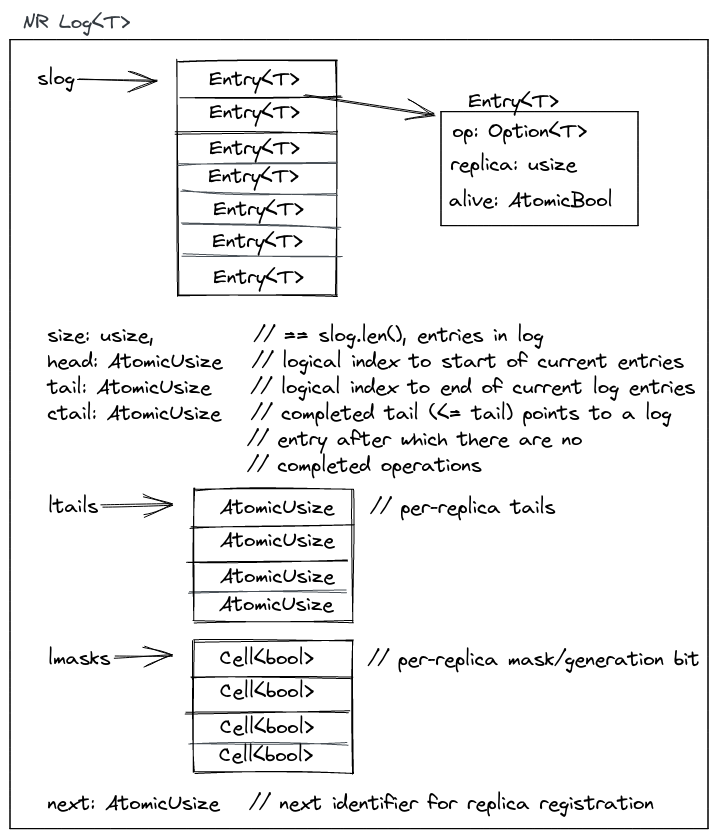 NR Log<T>
slog
Entry<T>
Entry<T>
Entry<T>
Entry<T>
Entry<T>
Entry<T>
Entry<T>
Entry<T>
op: Option<T>
replica: usize
alive: AtomicBool
size: usize, // == slog.len(), entries in log
head: AtomicUsize // logical index to start of current entries
tail: AtomicUsize // logical index to end of current log entries
ctail: AtomicUsize // completed tail (<= tail) points to a log
// entry after which there are no
// completed operations
ltails AtomicUsize // per-replica tails
AtomicUsize
AtomicUsize
AtomicUsize
lmasks Cell<bool> // per-replica mask/generation bit
Cell<bool>
Cell<bool>
Cell<bool>
next: AtomicUsize // next identifier for replica registration